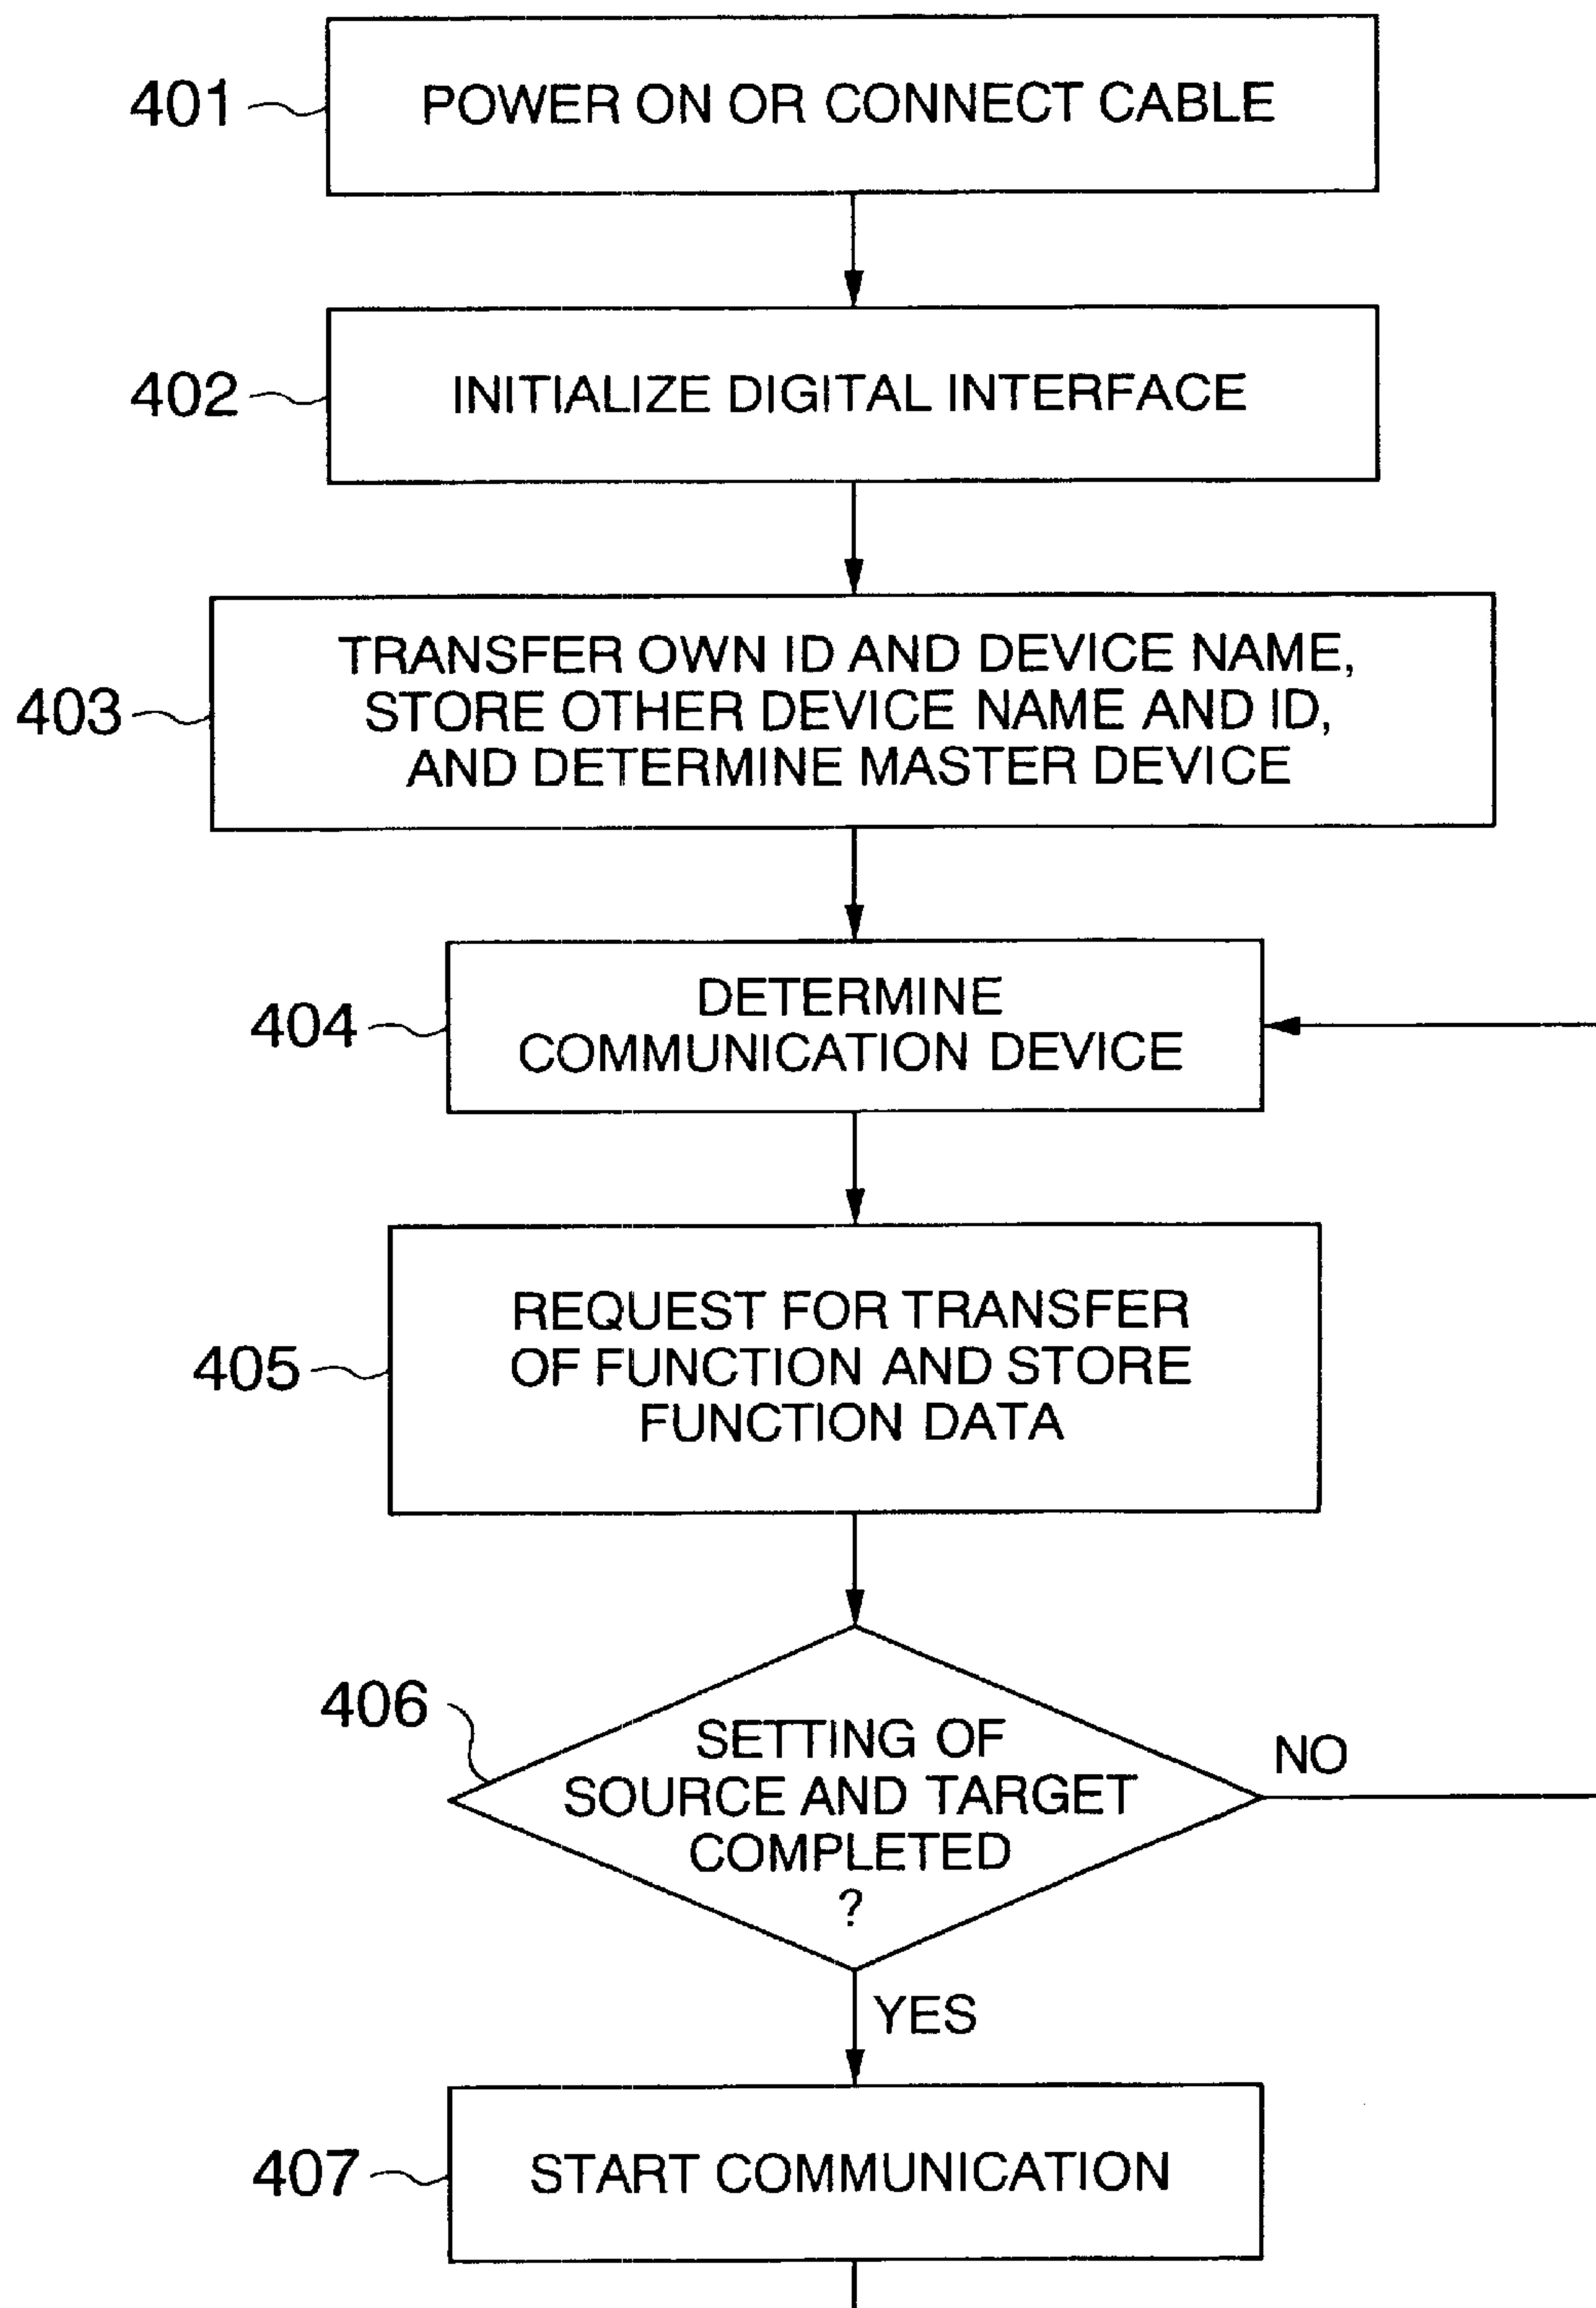 401
POWER ON OR CONNECT CABLE
402
INITIALIZE DIGITAL INTERFACE
403
TRANSFER OWN ID AND DEVICE NAME,
STORE OTHER DEVICE NAME AND ID,
AND DETERMINE MASTER DEVICE
404
DETERMINE
COMMUNICATION DEVICE
405
REQUEST FOR TRANSFER
OF FUNCTION AND STORE
FUNCTION DATA
406
SETTING OF
SOURCE AND TARGET
COMPLETED
?
NO
YES
407
START COMMUNICATION